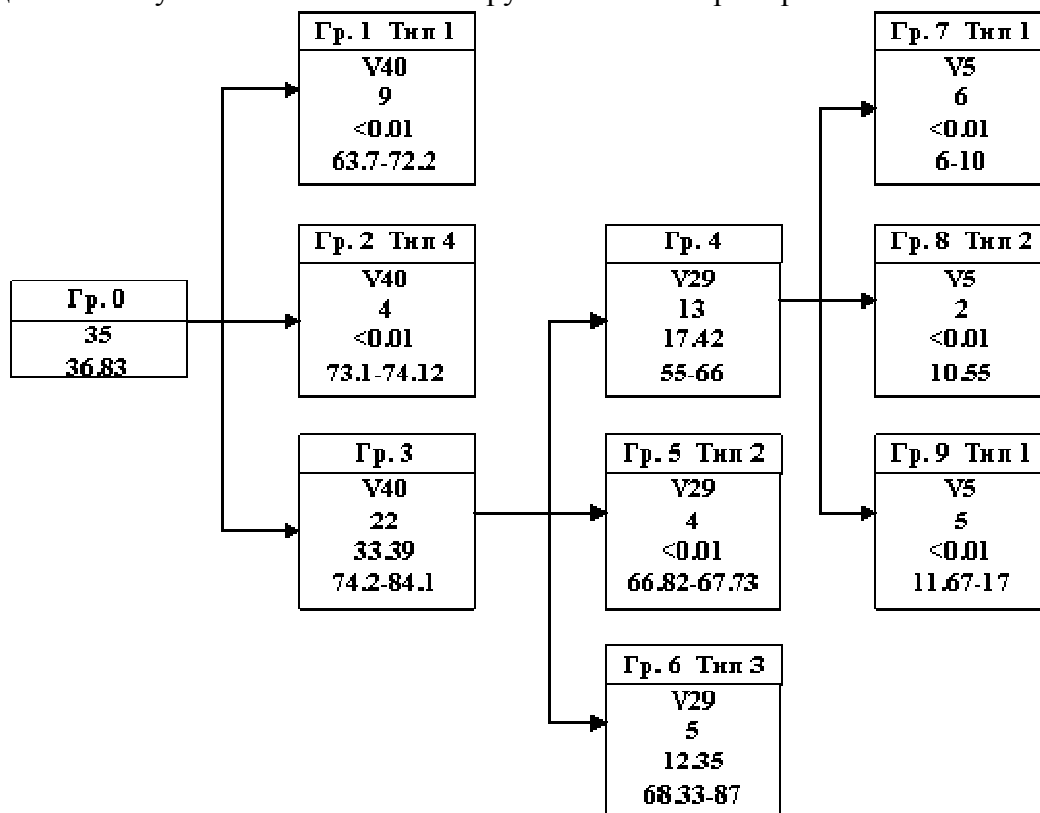 Гр. 0
35
36.83
Гр. 1 Тип 1
V40
9
<0.01
63.7-72.2
Гр. 2 Тип 4
V40
4
<0.01
73.1-74.12
Гр. 3
V40
22
33.39
74.2-84.1
Гр. 4
V29
13
17.42
55-66
Гр. 5 Тип 2
V29
4
<0.01
66.82-67.73
Гр. 6 Тип 3
V29
5
12.35
68.33-87
Гр. 7 Тип 1
V5
6
<0.01
6-10
Гр. 8 Тип 2
V5
2
<0.01
10.55
Гр. 9 Тип 1
V5
5
<0.01
11.67-17